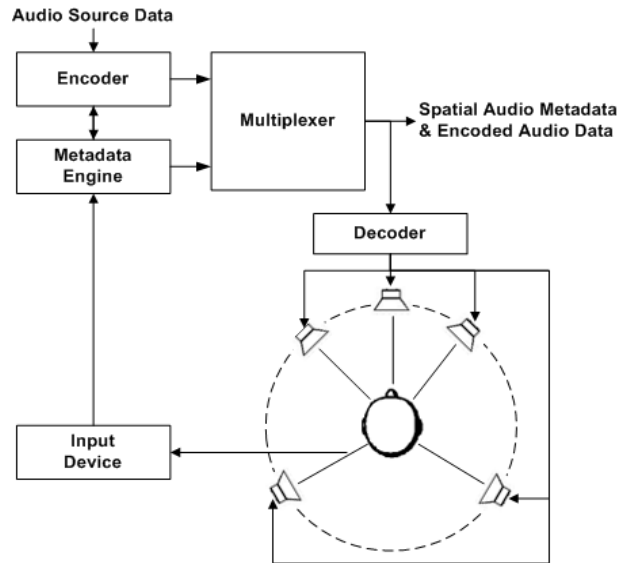 Audio Source Data
Encoder
Metadata
Engine
Multiplexer
Spatial Audio Metadata
& Encoded Audio Data
Decoder
Input
Device